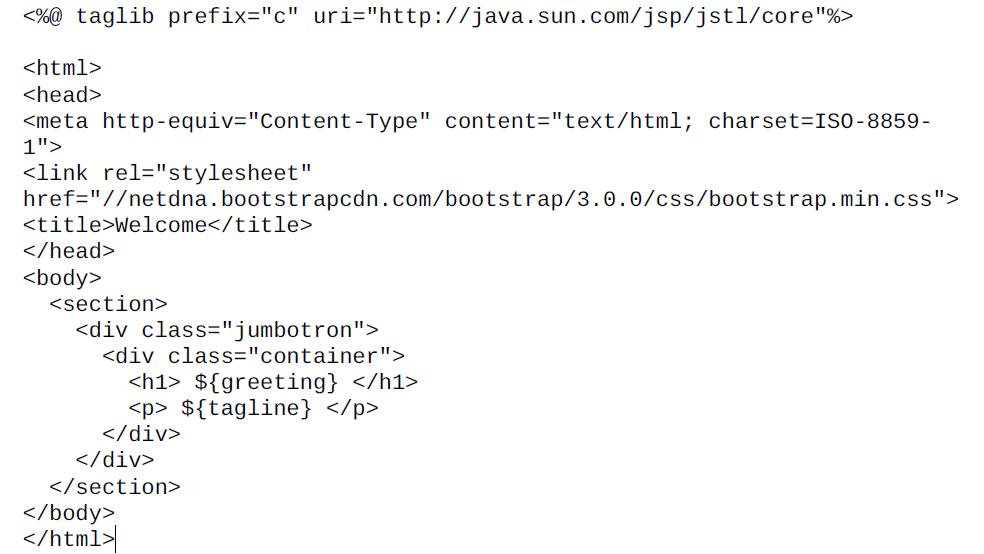 <%@ taglib prefix="c" uri="http://java.sun.com/jsp/jstl/core"%>

<html>
<head>
<meta http-equiv="Content-Type" content="text/html; charset=ISO-8859-
1">
<link rel="stylesheet"
href="//netdna.bootstrapcdn.com/bootstrap/3.0.0/css/bootstrap.min.css">
<title>Welcome</title>
</head>
<body>
  <section>
    <div class="jumbotron">
      <div class="container">
        <h1> ${greeting} </h1>
        <p> ${tagline} </p>
      </div>
    </div>
  </section>
</body>
</html>